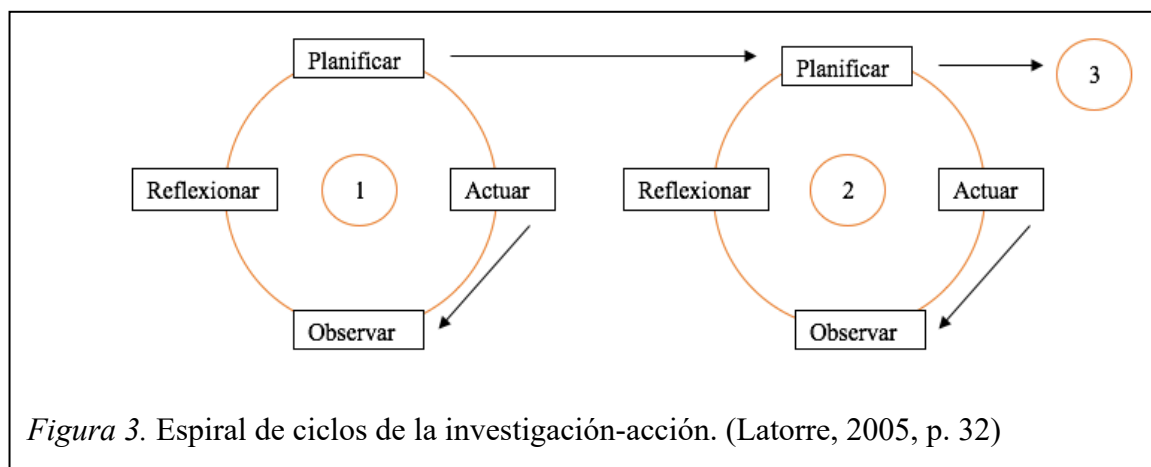 Planificar
Planificar
3
Reflexionar
1
Actuar
Reflexionar
2
Actuar
Observar
Observar
Figura 3. Espiral de ciclos de la investigación-acción. (Latorre, 2005, p. 32)